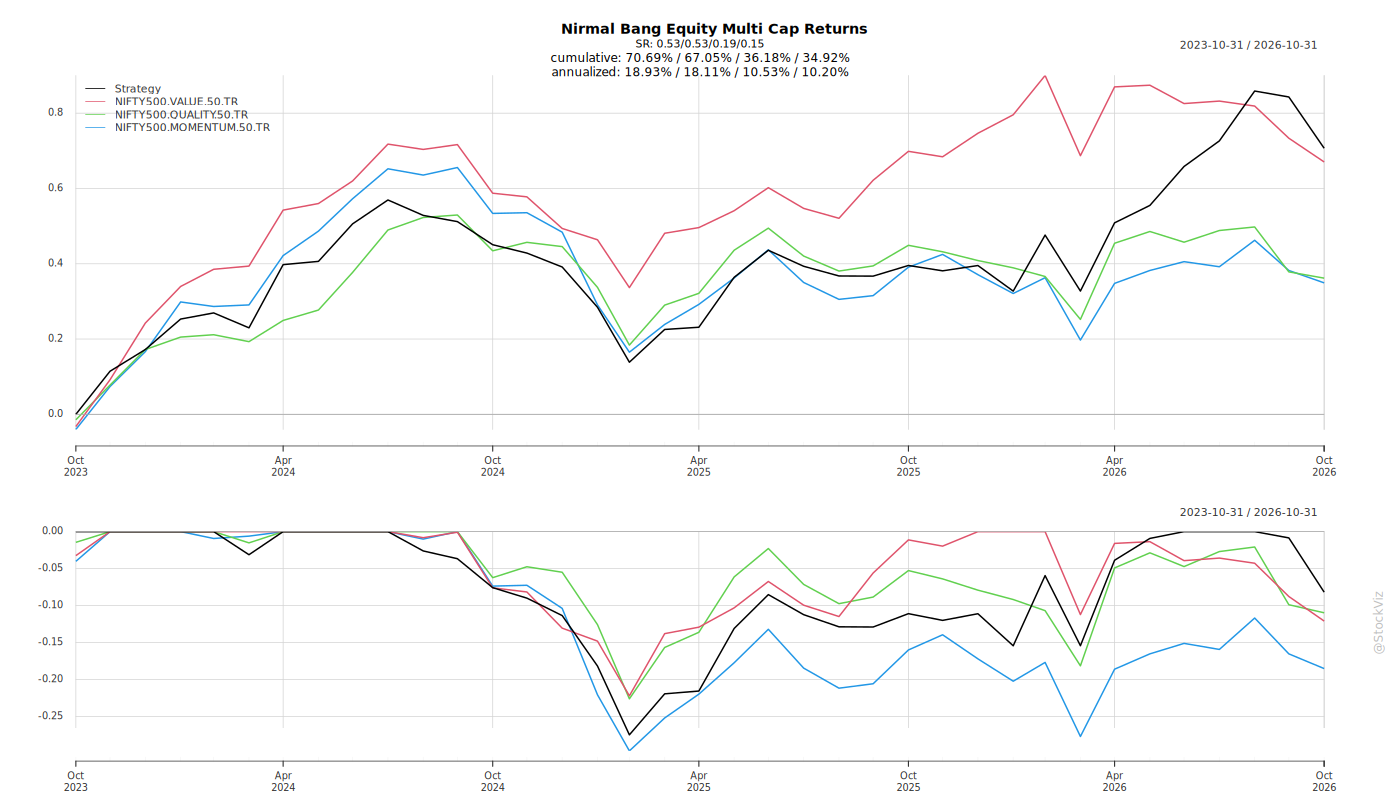 Nirmal Bang Equity Multi Cap Returns
SR: 0.53/0.53/0.19/0.15
cumulative: 70.69% / 67.05% / 36.18% / 34.92%
annualized: 18.93% / 18.11% / 10.53% / 10.20%
2023-10-31 / 2026-10-31
Strategy
NIFTY500.VALUE.50.TR
NIFTY500.QUALITY.50.TR
NIFTY500.MOMENTUM.50.TR
0.8
0.6
0.4
0.2
0.0
Oct Apr Oct Apr Oct Apr Oct
2023 2024 2024 2025 2025 2026 2026
2023-10-31 / 2026-10-31
0.00
-0.05
-0.10
-0.15
-0.20
-0.25
Oct Apr Oct Apr Oct Apr Oct
2023 2024 2024 2025 2025 2026 2026
@StockViz